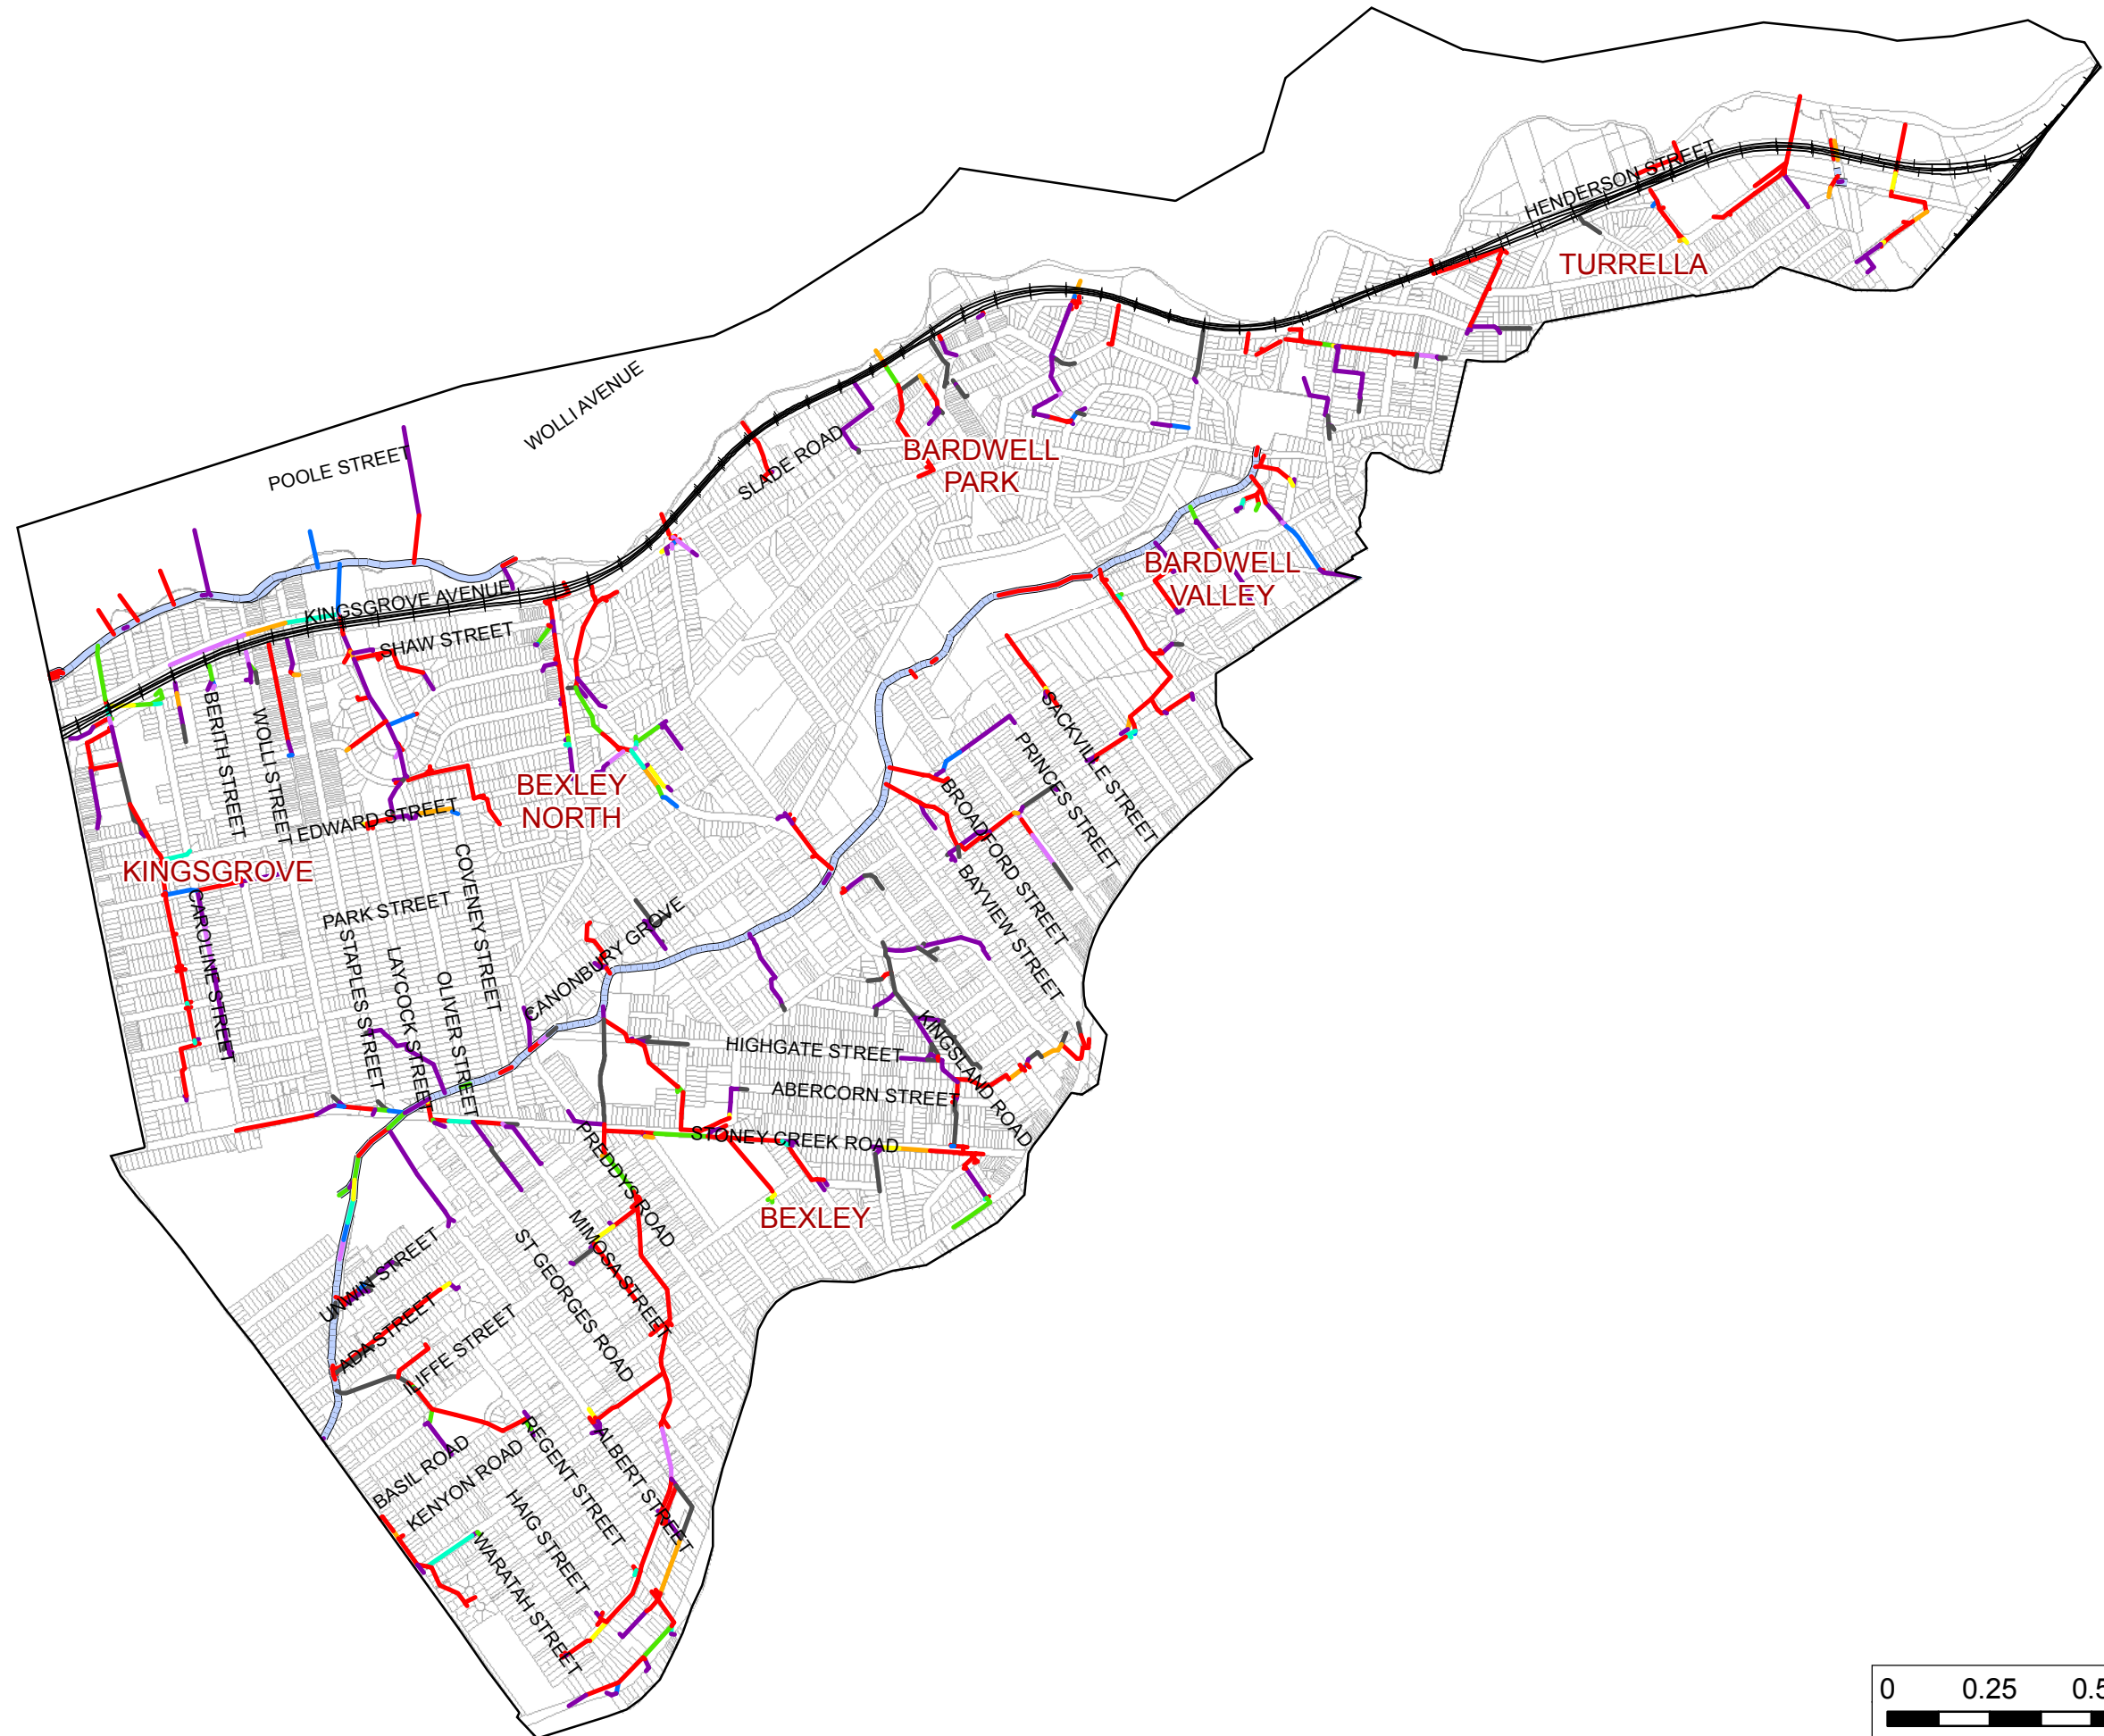 HENDERSON STREET
TURRELLA
WOLLI AVENUE
POOLE STREET
SLADE ROAD
BARDWELL
PARK
BARDWELL
VALLEY
KINGSGROVE AVENUE
SHAW STREET
BERITH STREET
WOLLI STREET
SACKVILLE STREET
PRINCES STREET
BEXLEY
NORTH
EDWARD STREET
BROADFORD STREET
KINGSGROVE
COVENEY STREET
BAYVIEW STREET
CAROLINE STREET
PARK STREET
STAPLES STREET
LAYCOCK STREET
OLIVER STREET
CANONBURY GROVE
HIGHGATE STREET
KINGSLAND ROAD
ABERCORN STREET
STONEY CREEK ROAD
PREDDYS ROAD
BEXLEY
MIMOSA STREET
ST GEORGES ROAD
UNWIN STREET
ADA STREET
ILIFFE STREET
BASIL ROAD
KENYON ROAD
REGENT STREET
ALBERT STREET
HAIG STREET
WARATAH STREET
0 0.25 0.5